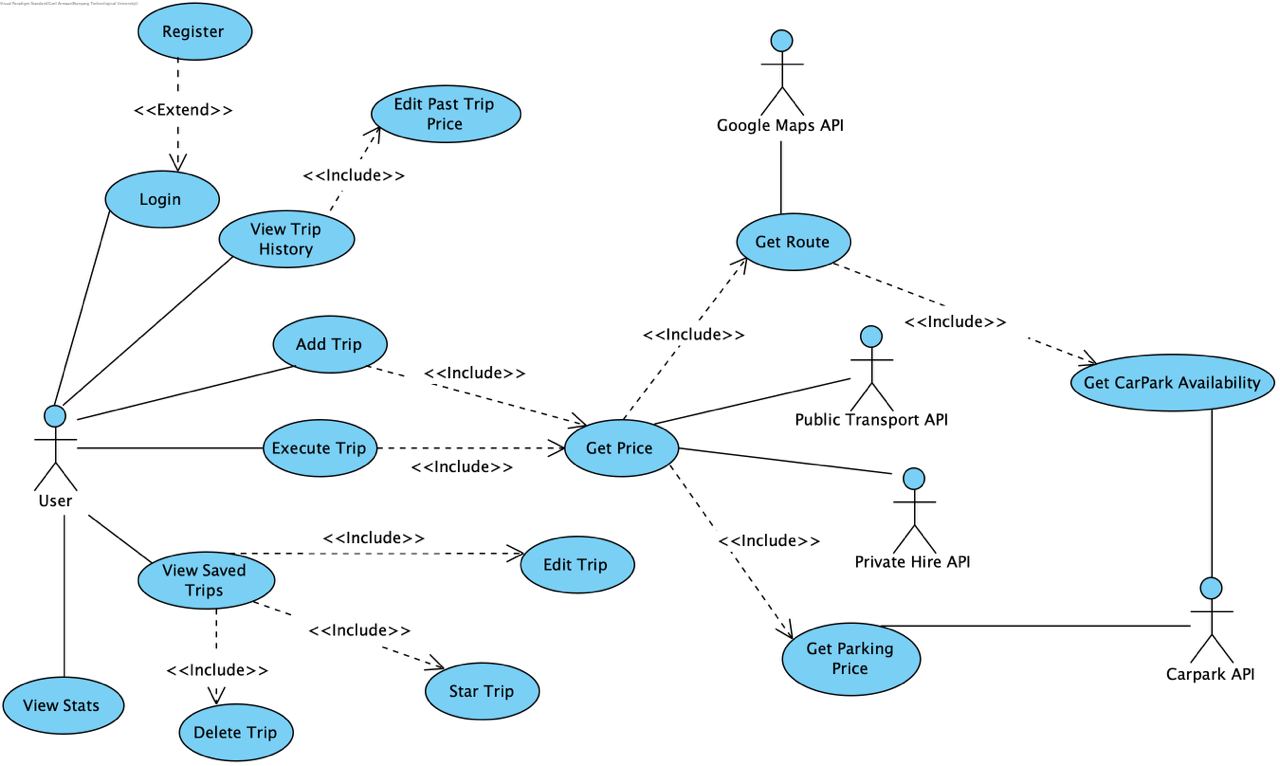 Visual Paradigm Standard(Carl Araoao(Nanyang Technological University))
Register
<<Extend>>
Login
Edit Past Trip
Price
<<Include>>
View Trip
History
Google Maps API
Get Route
<<Include>>
<<Include>>
Add Trip
<<Include>>
Public Transport API
Get CarPark Availability
User
Execute Trip
<<Include>>
Get Price
Private Hire API
<<Include>>
<<Include>>
View Saved
Trips
Edit Trip
<<Include>>
<<Include>>
Star Trip
Get Parking
Price
Carpark API
View Stats
Delete Trip